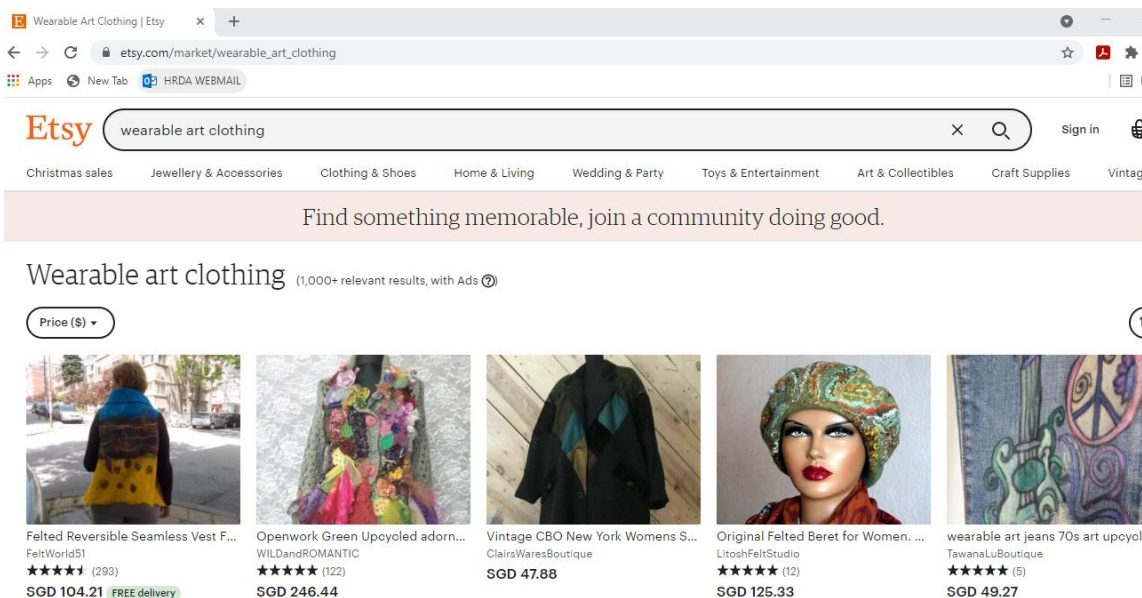 Wearable Art Clothing | Etsy
etsy.com/market/wearable_art_clothing
Apps New Tab HRDA WEBMAIL
Etsy wearable art clothing Sign in
Christmas sales Jewellery & Accessories Clothing & Shoes Home & Living Wedding & Party Toys & Entertainment Art & Collectibles Craft Supplies Vintag
Find something memorable, join a community doing good.
Wearable art clothing (1,000+ relevant results, with Ads ?)
Price ($)
Felted Reversible Seamless Vest F... Openwork Green Upcycled adorn... Vintage CBO New York Womens S... Original Felted Beret for Women. ... wearable art jeans 70s art upcycl
FeltWorld51 WILDandROMANTIC ClairsWaresBoutique LitoshFeltStudio TawanaLuBoutique
(293) (122) (12) (5)
SGD 104.21 FREE delivery SGD 246.44 SGD 47.88 SGD 125.33 SGD 49.27